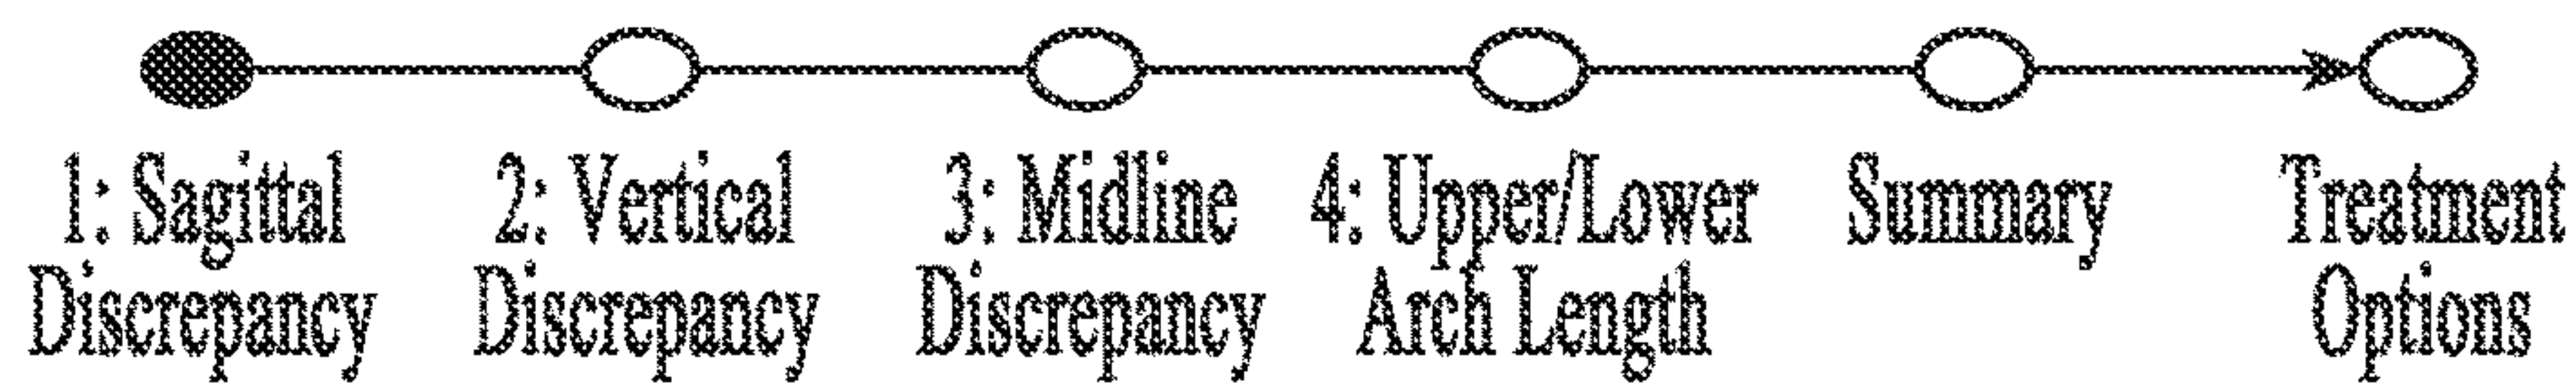 1: Sagittal
Discrepancy
2: Vertical
Discrepancy
3: Midline
Discrepancy
4: Upper/Lower
Arch Length
Summary
Treatment
Options